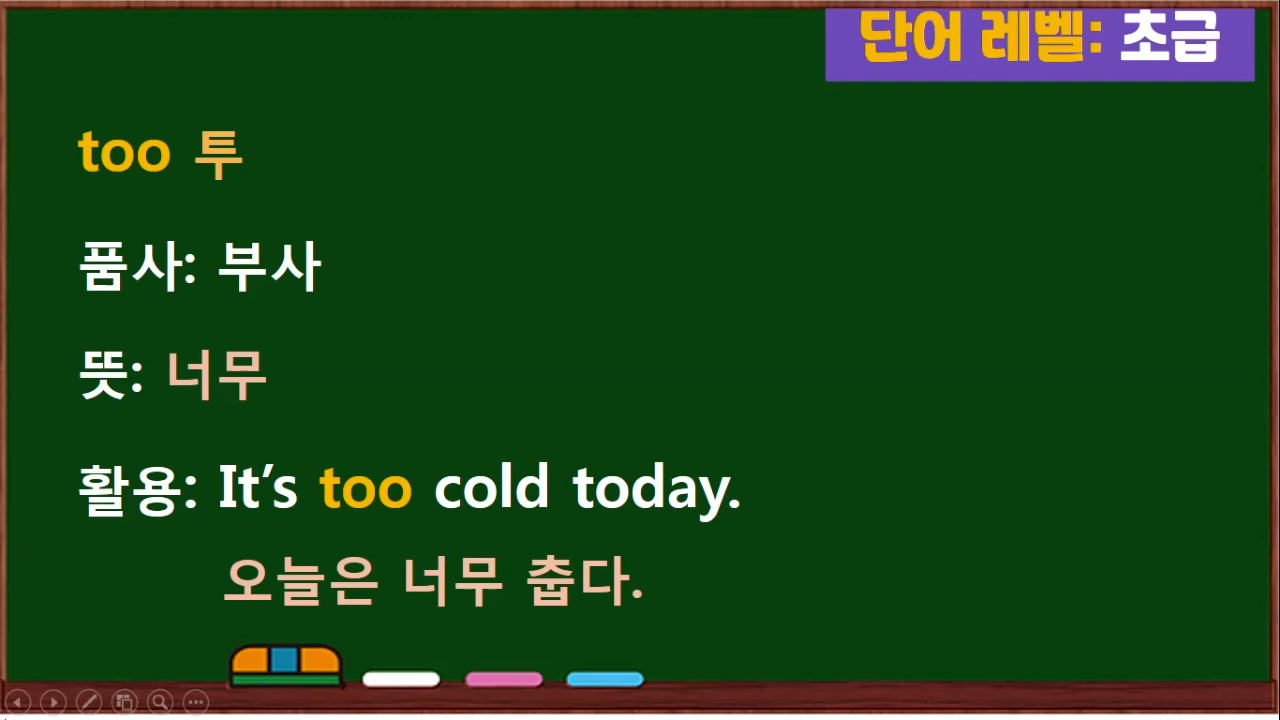 단어 레벨: 초급
too 투
품사: 부사
뜻: 너무
활용: It’s too cold today.
오늘은 너무 춥다.